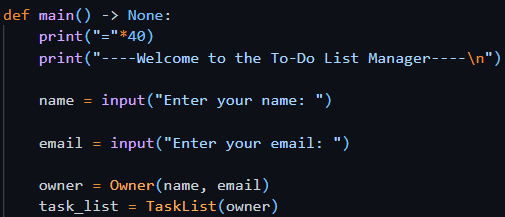 def main() -> None:
    print("="*40)
    print("----Welcome to the To-Do List Manager----\n")
    name = input("Enter your name: ")
    email = input("Enter your email: ")
    owner = Owner(name, email)
    task_list = TaskList(owner)